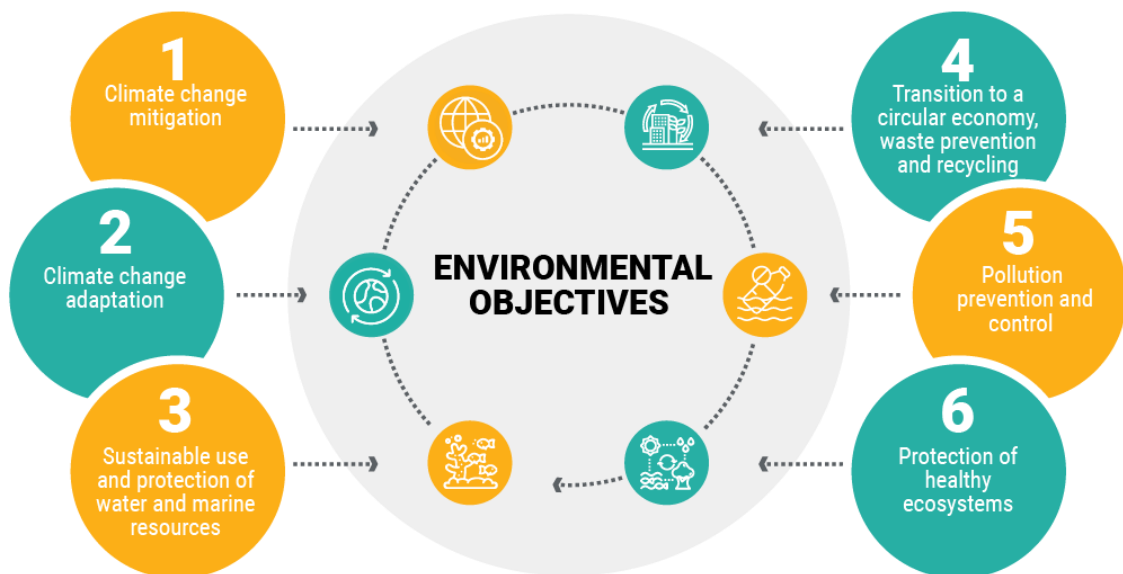 1
Climate change
mitigation
2
Climate change
adaptation
3
Sustainable use
and protection of
water and marine
resources
ENVIRONMENTAL
OBJECTIVES
4
Transition to a
circular economy,
waste prevention
and recycling
5
Pollution
prevention and
control
6
Protection of
healthy
ecosystems